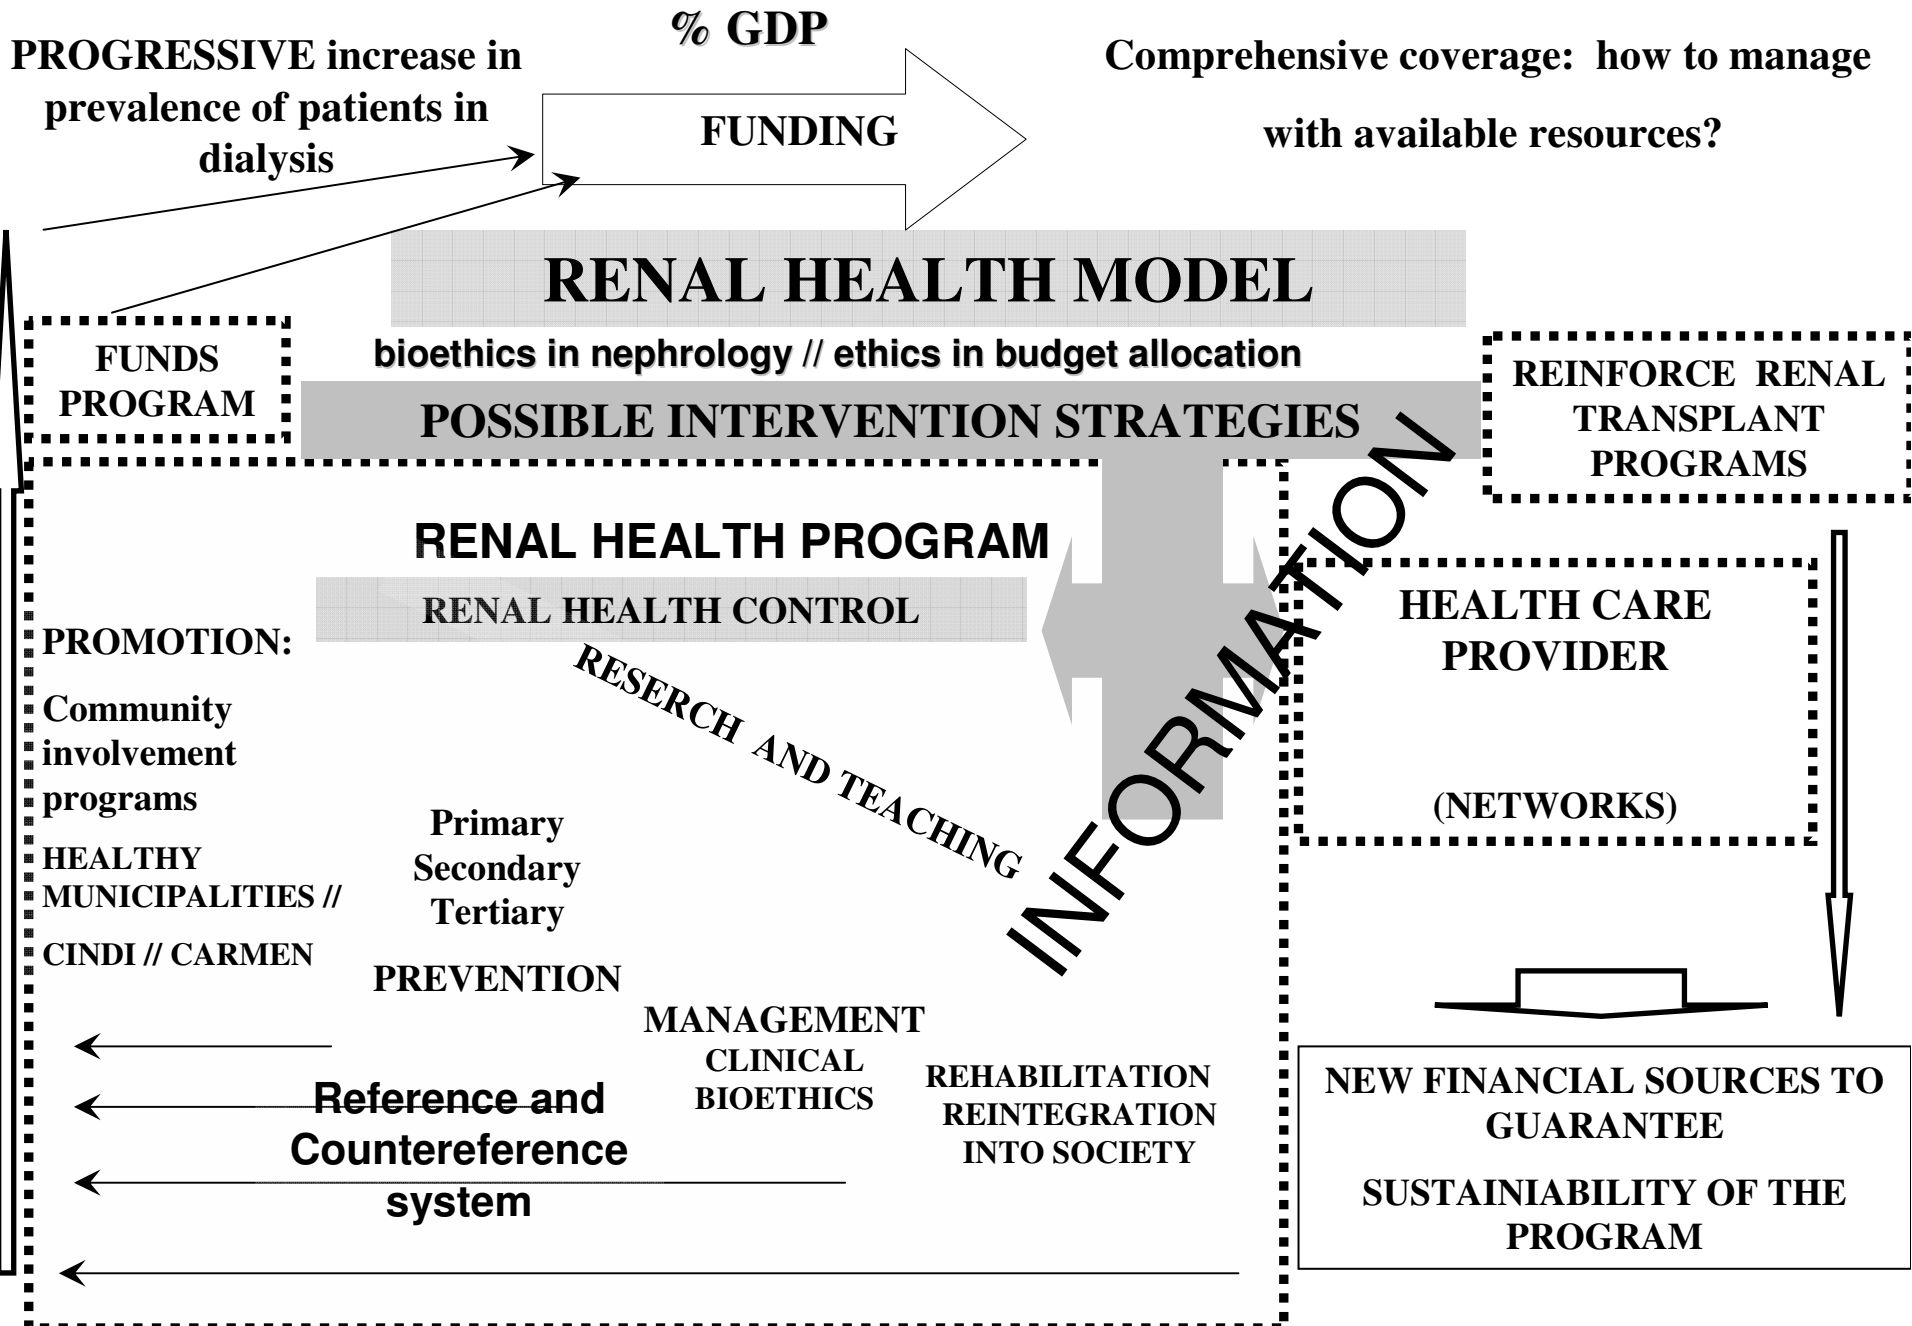 % GDP
PROGRESSIVE increase in
prevalence of patients in
dialysis
FUNDING
Comprehensive coverage: how to manage
with available resources?
RENAL HEALTH MODEL
bioethics in nephrology // ethics in budget allocation
FUNDS
PROGRAM
POSSIBLE INTERVENTION STRATEGIES
REINFORCE RENAL
TRANSPLANT
PROGRAMS
RENAL HEALTH PROGRAM
RENAL HEALTH CONTROL
RESERCH AND TEACHING
INFORMATION
HEALTH CARE
PROVIDER
(NETWORKS)
PROMOTION:
Community
involvement
programs
HEALTHY
MUNICIPALITIES //
CINDI // CARMEN
Primary
Secondary
Tertiary
PREVENTION
MANAGEMENT
CLINICAL
BIOETHICS
REHABILITATION
REINTEGRATION
INTO SOCIETY
Reference and
Countereference
system
NEW FINANCIAL SOURCES TO
GUARANTEE
SUSTAINIABILITY OF THE
PROGRAM